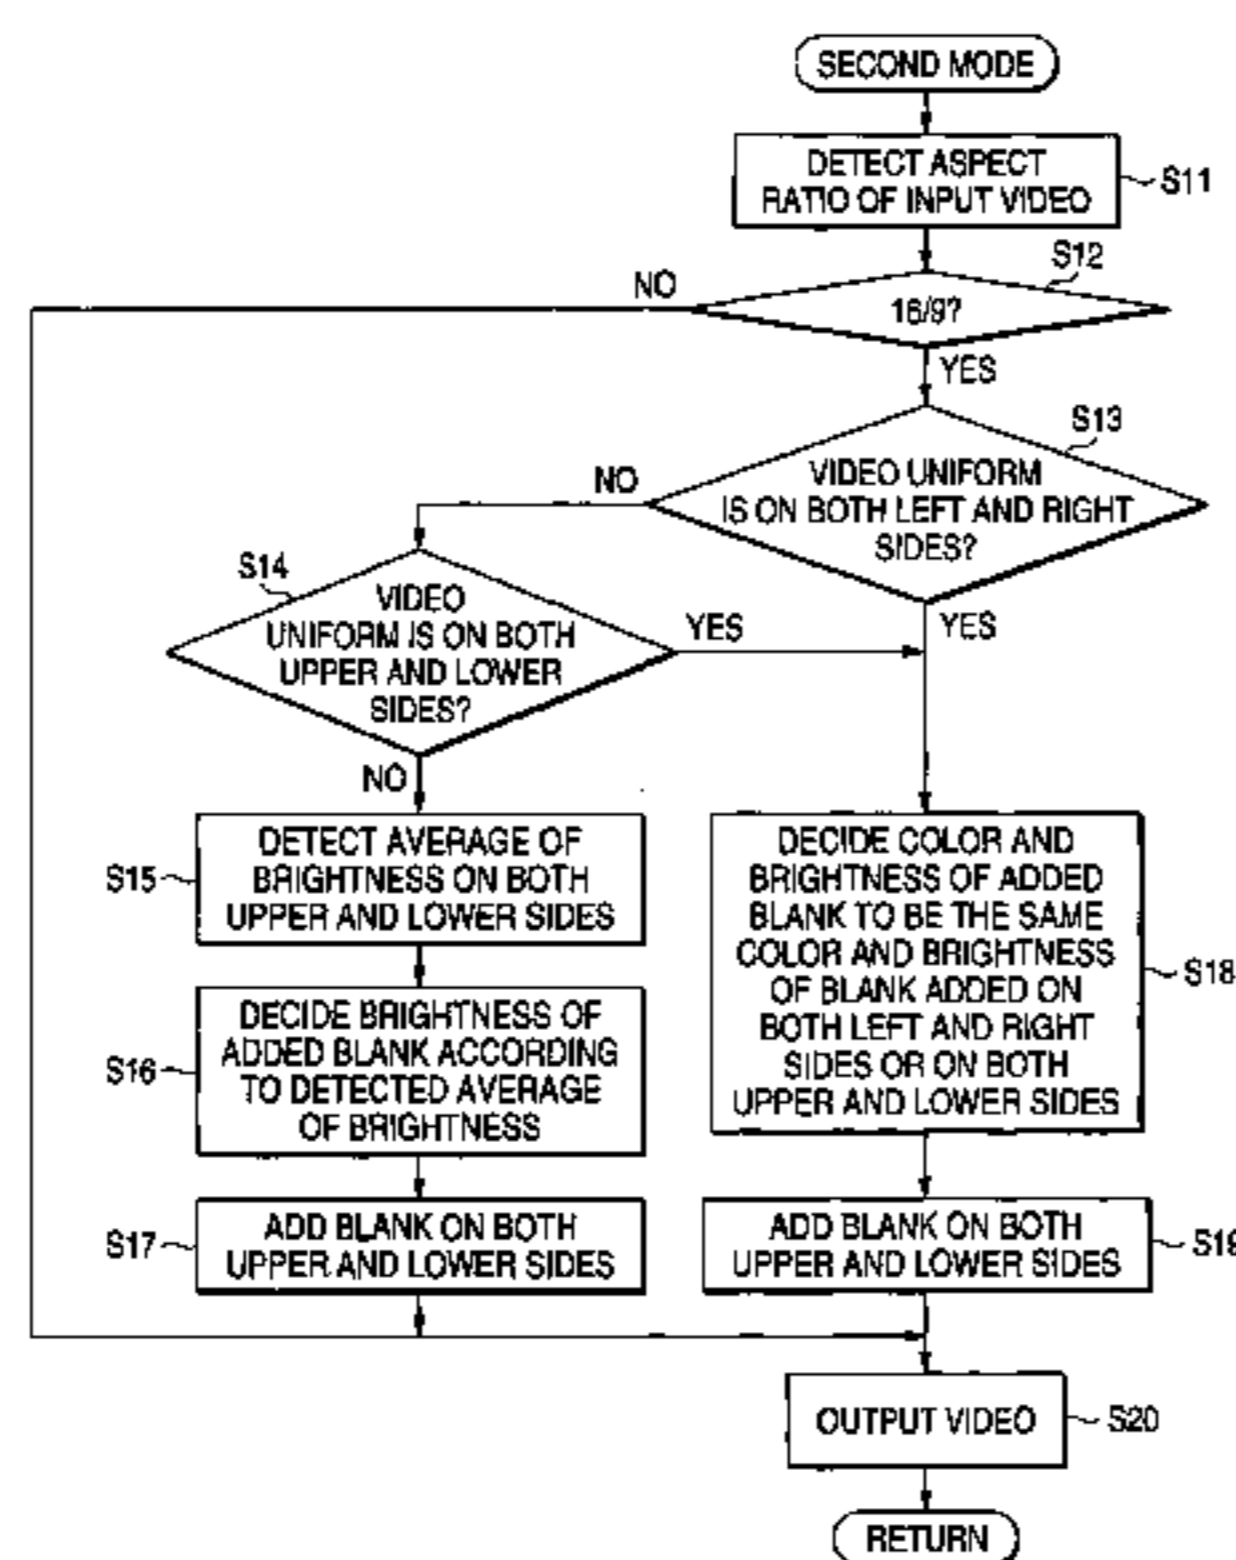 SECOND MODE
DETECT ASPECT
RATIO OF INPUT VIDEO
S11
S12
NO
16/9?
YES
S13
NO
VIDEO UNIFORM
IS ON BOTH LEFT AND RIGHT
SIDES?
YES
S14
VIDEO
UNIFORM IS ON BOTH
UPPER AND LOWER
SIDES?
YES
NO
S15
DETECT AVERAGE OF
BRIGHTNESS ON BOTH
UPPER AND LOWER SIDES
S16
DECIDE BRIGHTNESS OF
ADDED BLANK ACCORDING
TO DETECTED AVERAGE
OF BRIGHTNESS
S17
ADD BLANK ON BOTH
UPPER AND LOWER SIDES
DECIDE COLOR AND
BRIGHTNESS OF ADDED
BLANK TO BE THE SAME
COLOR AND BRIGHTNESS
OF BLANK ADDED ON
BOTH LEFT AND RIGHT
SIDES OR ON BOTH
UPPER AND LOWER SIDES
S18
ADD BLANK ON BOTH
UPPER AND LOWER SIDES
S19
OUTPUT VIDEO
S20
RETURN